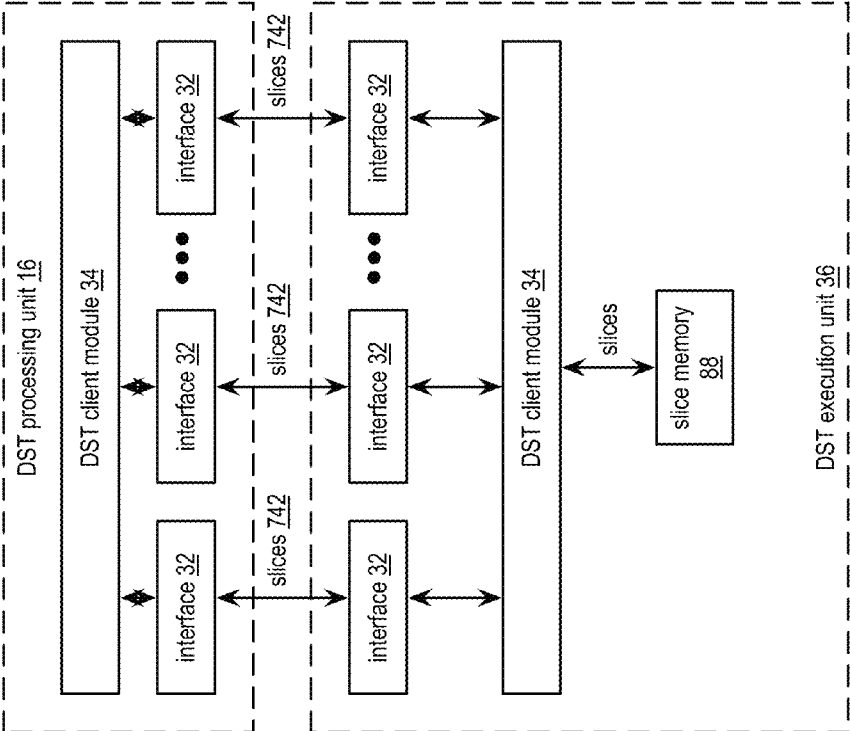 DST processing unit 16
DST client module 34
interface 32
interface 32
interface 32
slices 742
slices 742
slices 742
interface 32
interface 32
interface 32
DST client module 34
slices
slice memory
88
DST execution unit 36